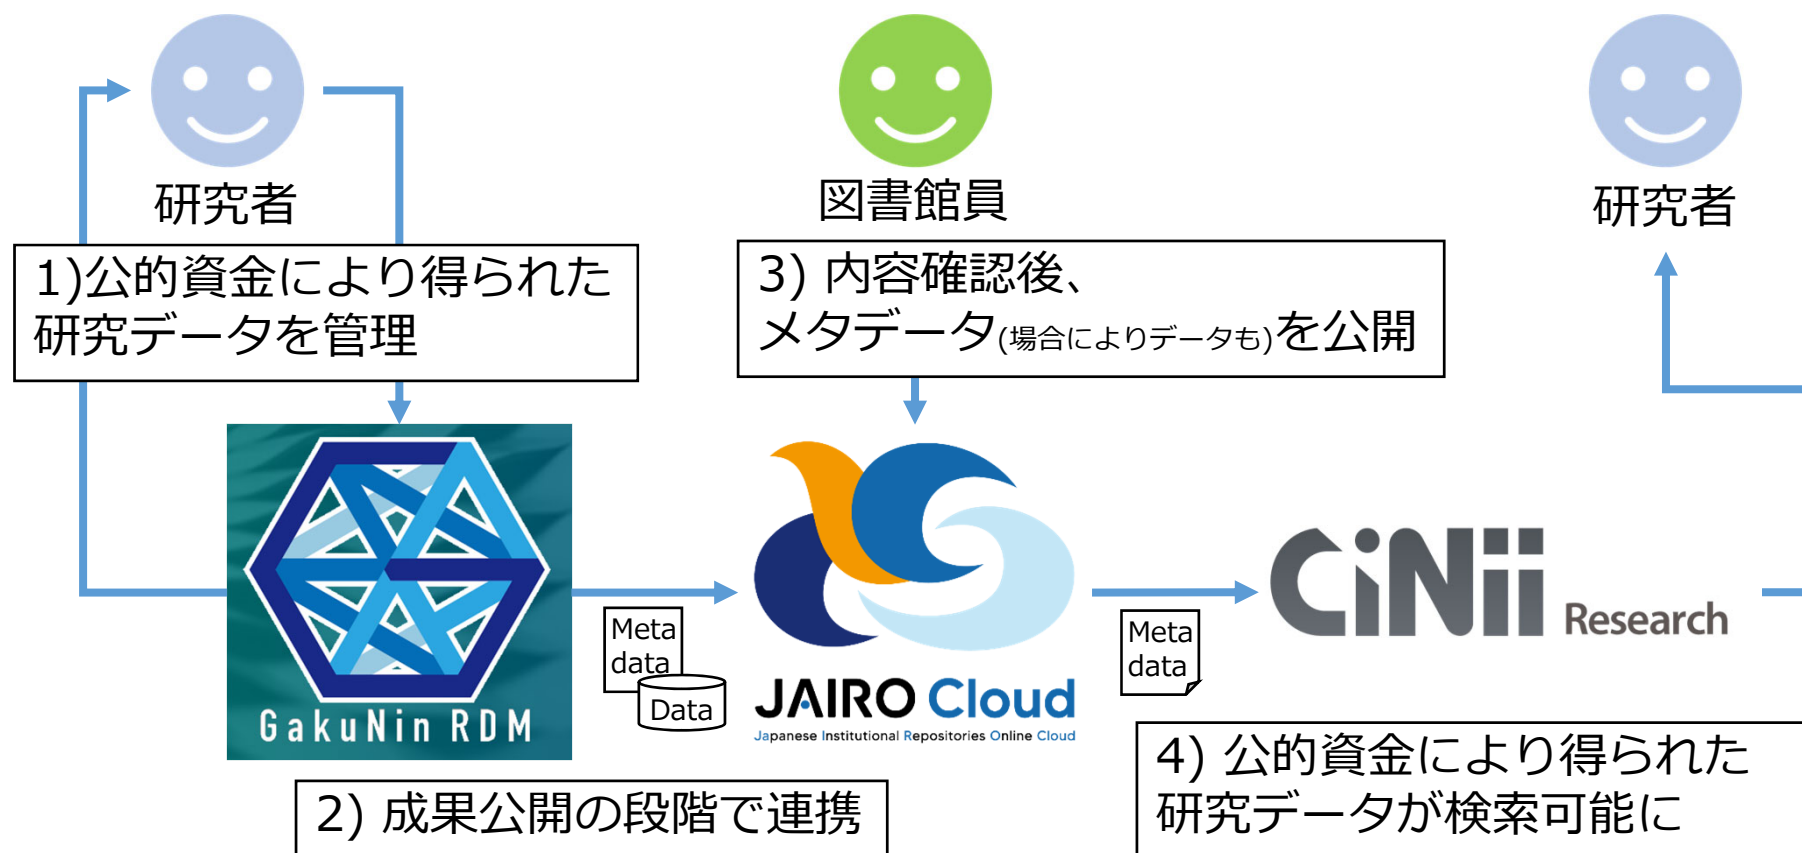 研究者
図書館員
研究者
1)公的資金により得られた
研究データを管理
3) 内容確認後、
メタデータ(場合によりデータも)を公開
GakuNin RDM
Meta
data
Data
JAIRO Cloud
Japanese Institutional Repositories Online Cloud
Meta
data
CiNii Research
2) 成果公開の段階で連携
4) 公的資金により得られた
研究データが検索可能に